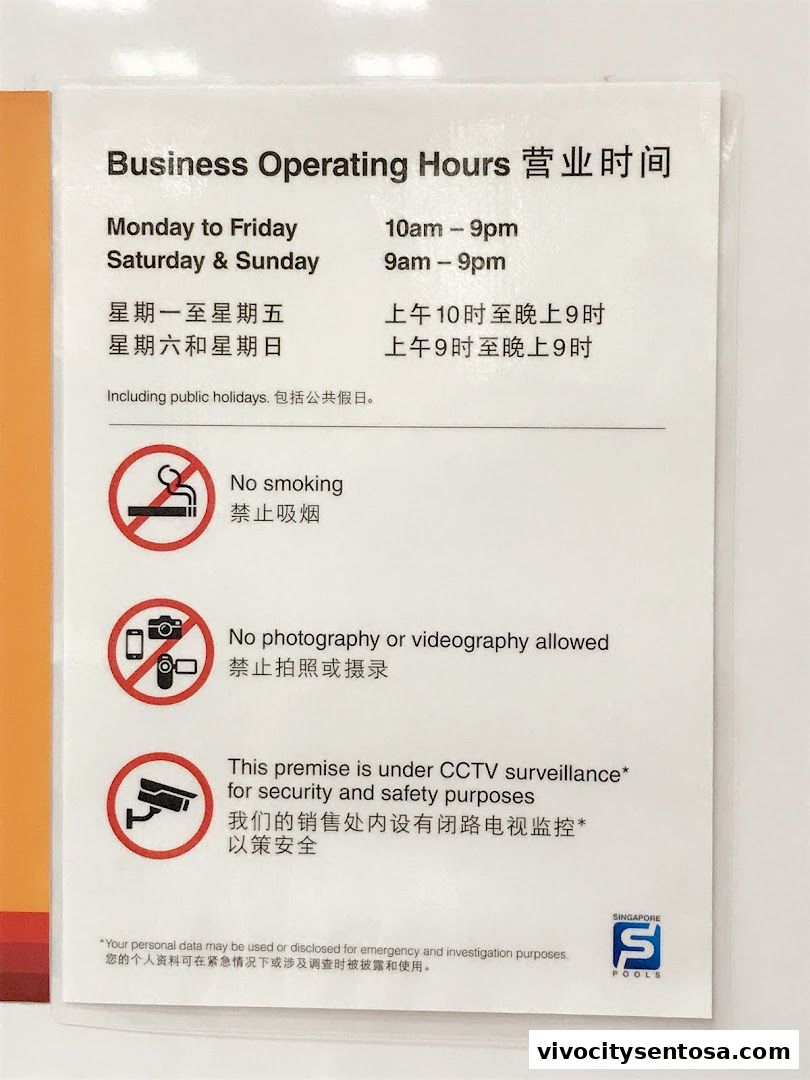 Business Operating Hours 营业时间
Monday to Friday 10am – 9pm
Saturday & Sunday 9am – 9pm
星期一至星期五 上午10时至晚上9时
星期六和星期日 上午9时至晚上9时
Including public holidays. 包括公共假日。
No smoking
禁止吸烟
No photography or videography allowed
禁止拍照或摄录
This premise is under CCTV surveillance*
for security and safety purposes
我们的销售处内设有闭路电视监控*
以策安全
*Your personal data may be used or disclosed for emergency and investigation purposes.
您的个人资料可在紧急情况下或涉及调查时被披露和使用。
SINGAPORE
POOLS
vivocitysentosa.com